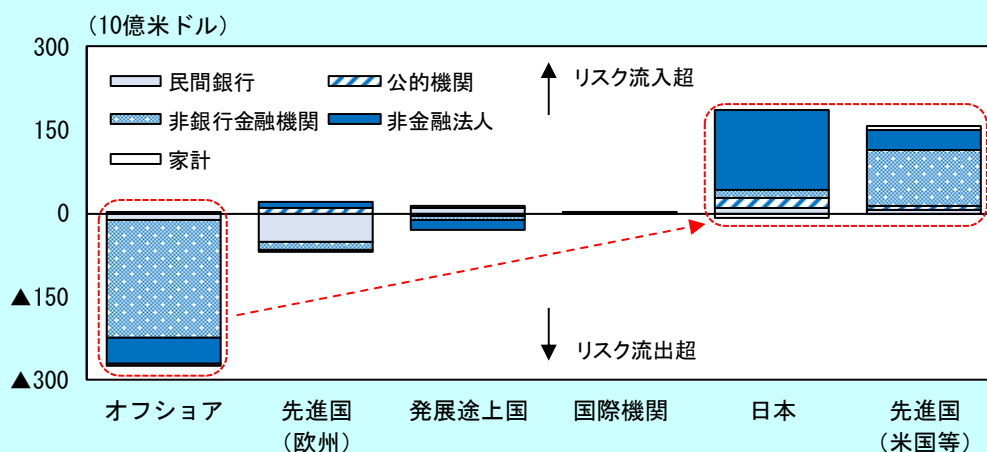 (10億米ドル)
300
150
0
▲150
▲300
民間銀行
公的機関
非銀行金融機関
非金融法人
家計
リスク流入超
リスク流出超
オフショア
先進国
(欧州)
発展途上国
国際機関
日本
先進国
(米国等)